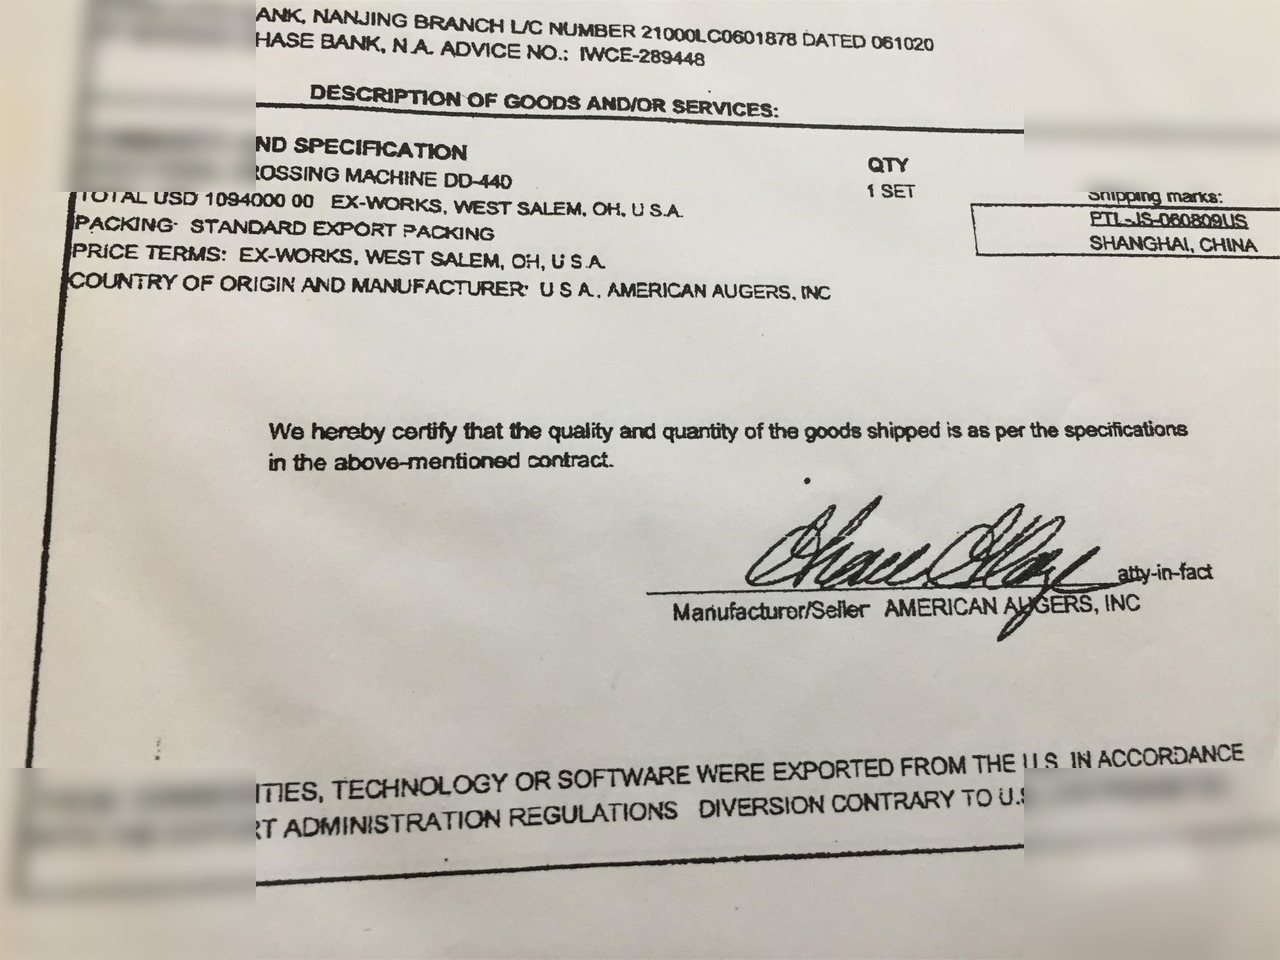 ANK, NANJING BRANCH L/C NUMBER 21000LC0601878 DATED 061020
HASE BANK, N.A. ADVICE NO.: IWCE-289448
DESCRIPTION OF GOODS AND/OR SERVICES:
ND SPECIFICATION QTY
ROSSING MACHINE DD-440 1 SET
TOTAL USD 1094000 00 EX-WORKS, WEST SALEM, OH, U S.A. Shipping marks:
PACKING: STANDARD EXPORT PACKING PTL-JS-060809US
PRICE TERMS: EX-WORKS, WEST SALEM, OH, U S.A. SHANGHAI, CHINA
COUNTRY OF ORIGIN AND MANUFACTURER: U S A., AMERICAN AUGERS, INC
We hereby certify that the quality and quantity of the goods shipped is as per the specifications
in the above-mentioned contract.
atty-in-fact
Manufacturer/Seller AMERICAN AUGERS, INC
ITIES, TECHNOLOGY OR SOFTWARE WERE EXPORTED FROM THE U.S. IN ACCORDANCE
RT ADMINISTRATION REGULATIONS DIVERSION CONTRARY TO U.S